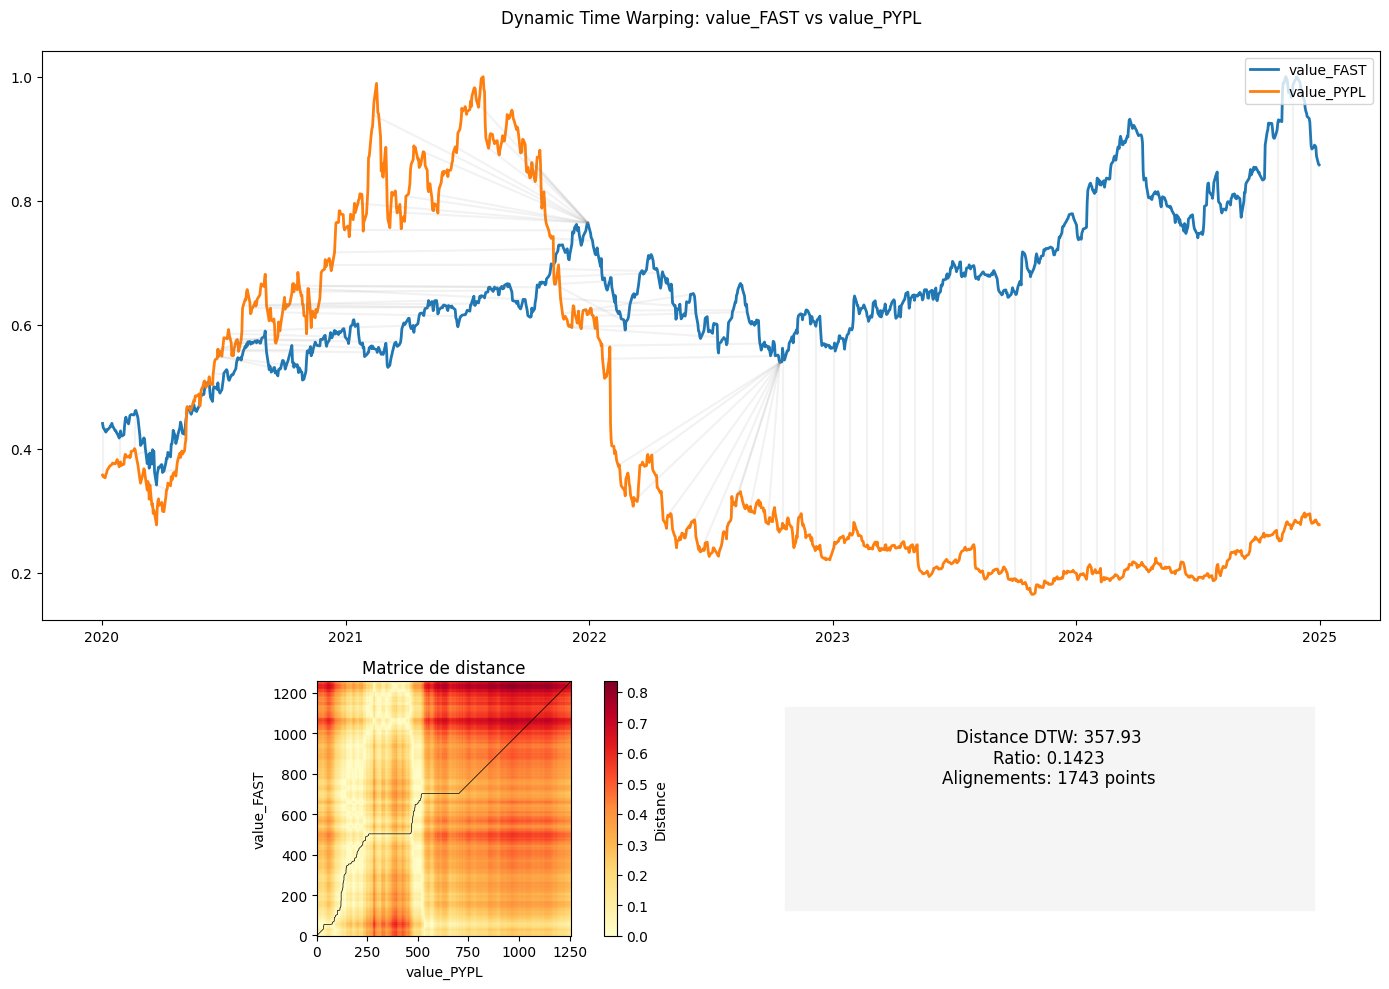 Dynamic Time Warping: value_FAST vs value_PYPL
value_FAST
value_PYPL
1.0
0.8
0.6
0.4
0.2
2020 2021 2022 2023 2024 2025
Matrice de distance
value_FAST
1200
1000
800
600
400
200
0
0 250 500 750 1000 1250
value_PYPL
0.8
0.7
0.6
0.5
0.4
0.3
0.2
0.1
0.0
Distance
Distance DTW: 357.93
Ratio: 0.1423
Alignements: 1743 points